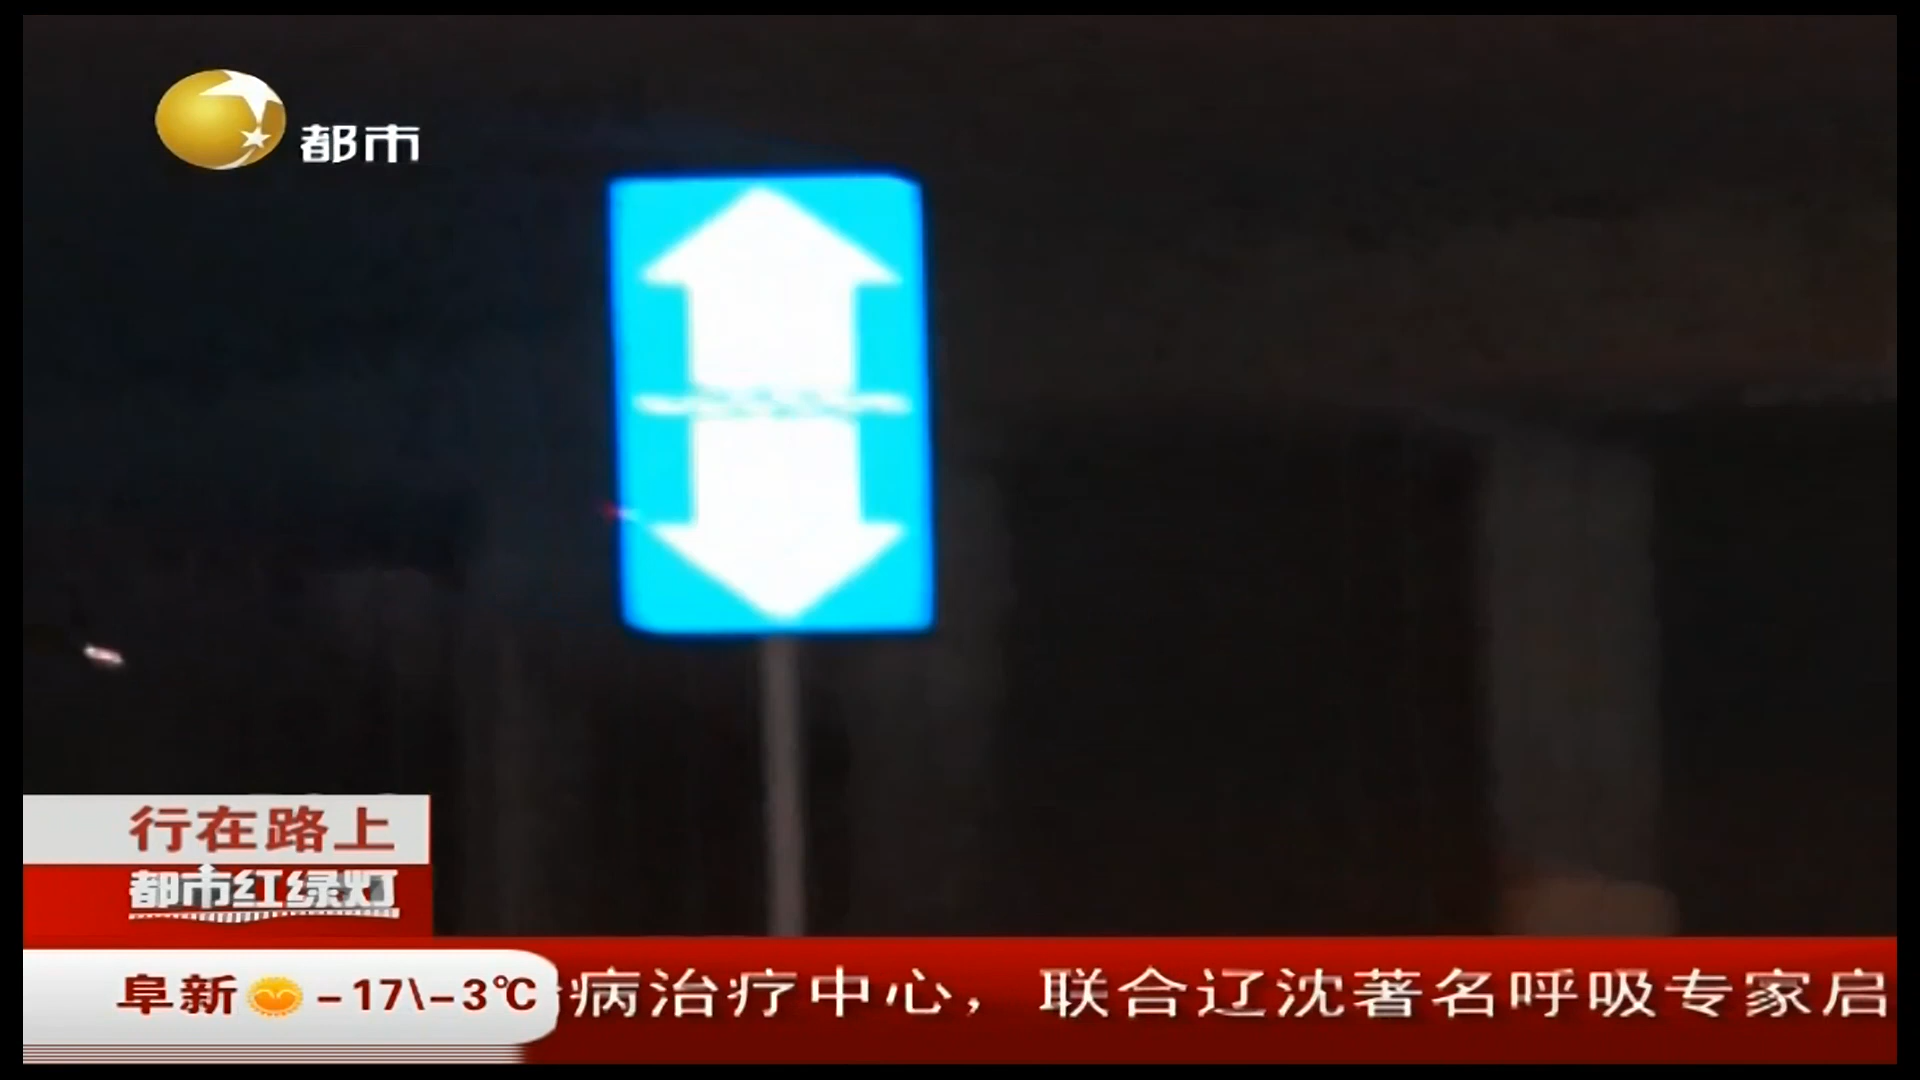 都市
行在路上
都市红绿灯
阜新 -17\-3℃
病治疗中心，联合辽沈著名呼吸专家启